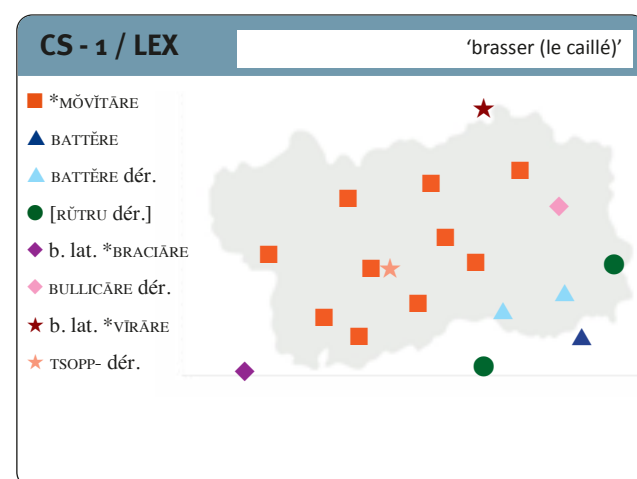 CS - 1 / LEX
‘brasser (le caillé)’
*MŎVĬTĀRE
BATTĔRE
BATTĔRE dér.
[RŬTRU dér.]
b. lat. *BRACIĀRE
BULLICĀRE dér.
b. lat. *VĪRĀRE
TSOPP- dér.